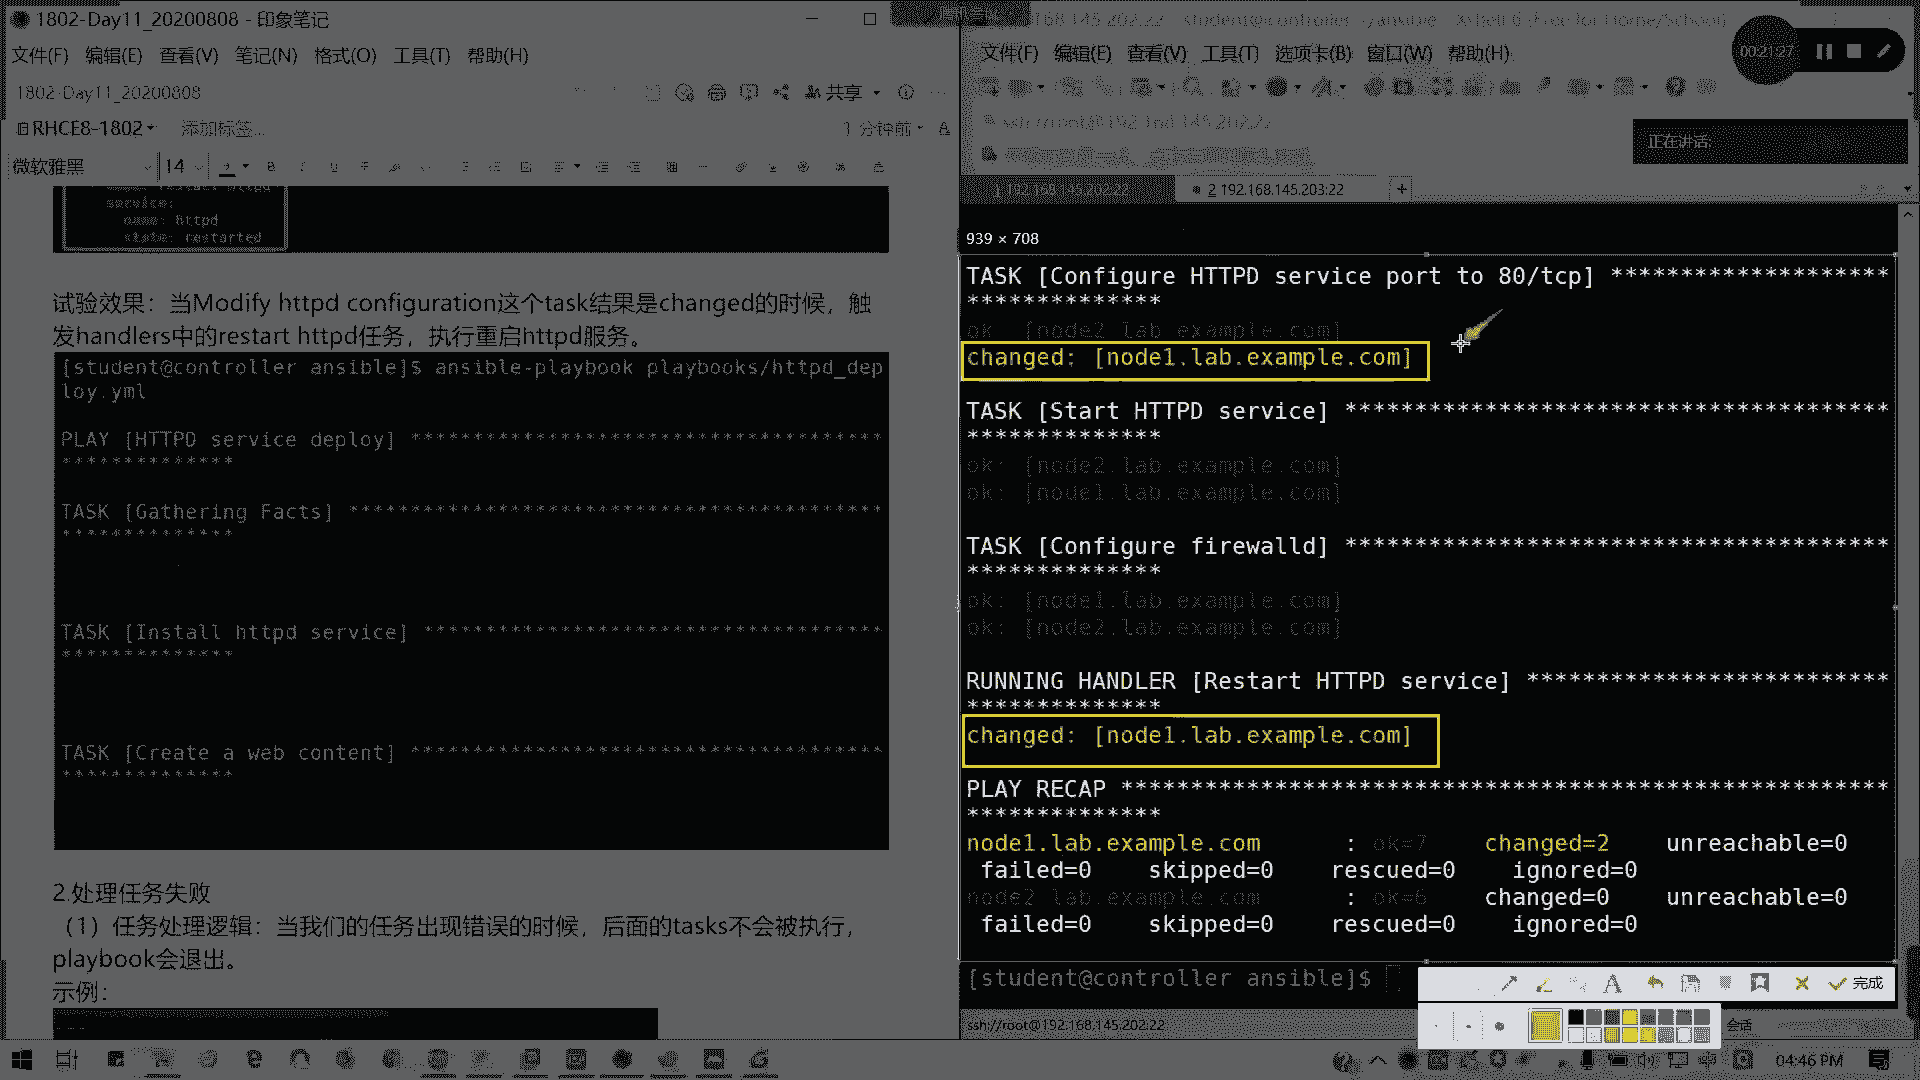 1802-Day11_20200808 - 印象笔记
文件(F) 编辑(E) 查看(V) 笔记(N) 格式(O) 工具(T) 帮助(H)
1802-Day11_20200808
共享
RHCE8-1802
添加标签...
1 分钟前
微软雅黑
14
service:
name: httpd
state: restarted
试验效果：当Modify httpd configuration这个task结果是changed的时候，触
发handlers中的restart httpd任务，执行重启httpd服务。
[student@controller ansible]$ ansible-playbook playbooks/httpd_dep
loy.yml
PLAY [HTTPD service deploy] **************************************
**************
TASK [Gathering Facts] *******************************************
**************
TASK [Install httpd service] *************************************
**************
TASK [Create a web content] **************************************
**************
2.处理任务失败
（1）任务处理逻辑：当我们的任务出现错误的时候，后面的tasks不会被执行，
playbook会退出。
示例：
文件(F) 编辑(E) 查看(V) 工具(T) 选项卡(B) 窗口(W) 帮助(H)
00:21:27
ssh://root@192.168.145.202:22
正在讲话:
1 192.168.145.202:22
2 192.168.145.203:22
+
939 × 708
TASK [Configure HTTPD service port to 80/tcp] ********************
**************
ok: [node2.lab.example.com]
changed: [node1.lab.example.com]
TASK [Start HTTPD service] ***************************************
**************
ok: [node2.lab.example.com]
ok: [node1.lab.example.com]
TASK [Configure firewalld] ***************************************
**************
ok: [node1.lab.example.com]
ok: [node2.lab.example.com]
RUNNING HANDLER [Restart HTTPD service] **************************
**************
changed: [node1.lab.example.com]
PLAY RECAP *******************************************************
**************
node1.lab.example.com : ok=7 changed=2 unreachable=0
failed=0 skipped=0 rescued=0 ignored=0
node2.lab.example.com : ok=6 changed=0 unreachable=0
failed=0 skipped=0 rescued=0 ignored=0
[student@controller ansible]$
完成
ssh://root@192.168.145.202:22
会话
04:46 PM